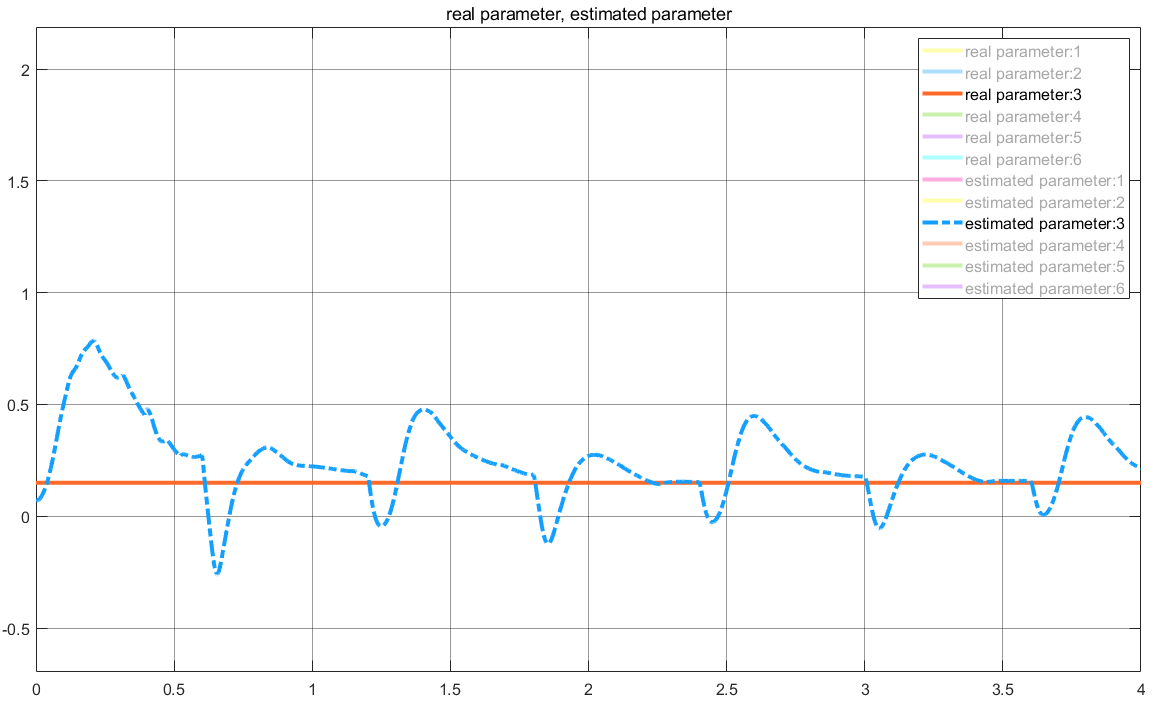 real parameter, estimated parameter
real parameter:1
real parameter:2
real parameter:3
real parameter:4
real parameter:5
real parameter:6
estimated parameter:1
estimated parameter:2
estimated parameter:3
estimated parameter:4
estimated parameter:5
estimated parameter:6
2
1.5
1
0.5
0
-0.5
0 0.5 1 1.5 2 2.5 3 3.5 4